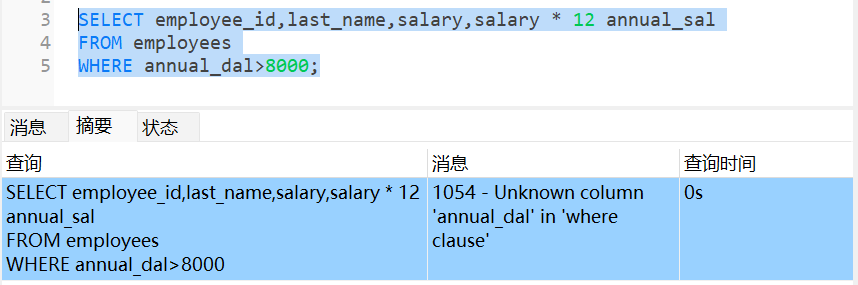 3 SELECT employee_id,last_name,salary,salary * 12 annual_sal
4 FROM employees
5 WHERE annual_dal>8000;
消息 摘要 状态
查询 消息 查询时间
SELECT employee_id,last_name,salary,salary * 12 1054 - Unknown column 0s
annual_sal 'annual_dal' in 'where
FROM employees clause'
WHERE annual_dal>8000